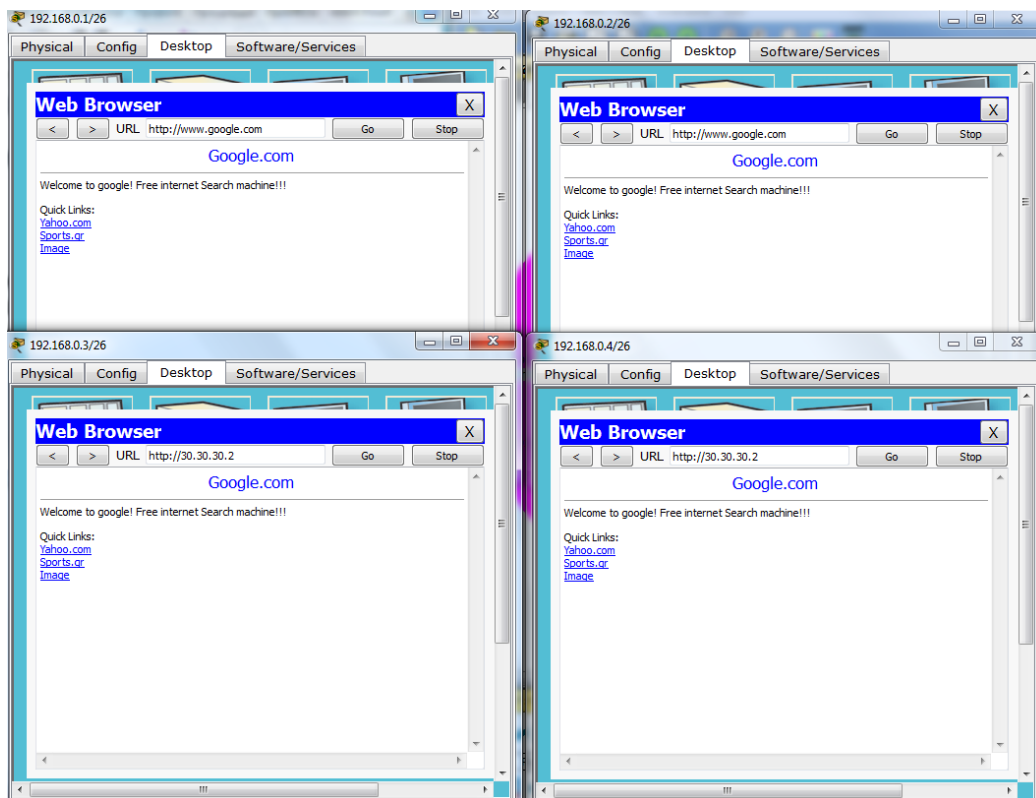 192.168.0.1/26
Physical Config Desktop Software/Services
Web Browser X
< > URL http://www.google.com Go Stop
Google.com
Welcome to google! Free internet Search machine!!!
Quick Links:
Yahoo.com
Sports.gr
Image
192.168.0.2/26
Physical Config Desktop Software/Services
Web Browser X
< > URL http://www.google.com Go Stop
Google.com
Welcome to google! Free internet Search machine!!!
Quick Links:
Yahoo.com
Sports.gr
Image
192.168.0.3/26
Physical Config Desktop Software/Services
Web Browser X
< > URL http://30.30.30.2 Go Stop
Google.com
Welcome to google! Free internet Search machine!!!
Quick Links:
Yahoo.com
Sports.gr
Image
192.168.0.4/26
Physical Config Desktop Software/Services
Web Browser X
< > URL http://30.30.30.2 Go Stop
Google.com
Welcome to google! Free internet Search machine!!!
Quick Links:
Yahoo.com
Sports.gr
Image